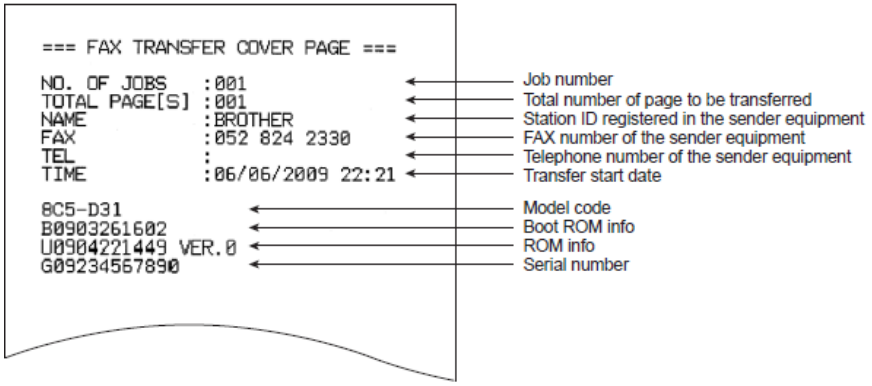 === FAX TRANSFER COVER PAGE ===
NO. OF JOBS :001 Job number
TOTAL PAGE[S] :001 Total number of page to be transferred
NAME :BROTHER Station ID registered in the sender equipment
FAX :052 824 2330 FAX number of the sender equipment
TEL : Telephone number of the sender equipment
TIME :06/06/2009 22:21 Transfer start date
8C5-D31 Model code
B0903261602 Boot ROM info
U0904221449 VER.0 ROM info
G09234567890 Serial number